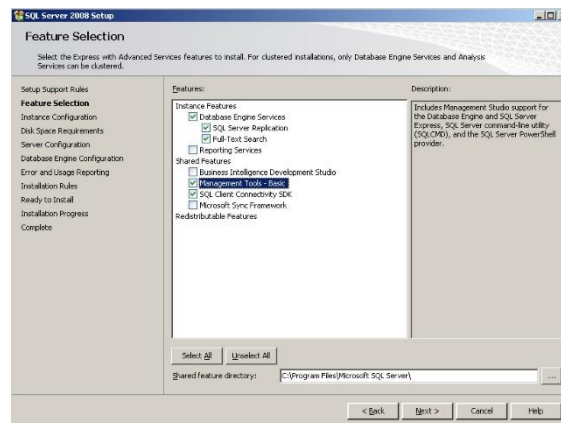 SQL Server 2008 Setup
Feature Selection
Select the Express with Advanced Services features to install. For clustered installations, only Database Engine Services and Analysis
Services can be clustered.
Setup Support Rules
Feature Selection
Instance Configuration
Disk Space Requirements
Server Configuration
Database Engine Configuration
Error and Usage Reporting
Installation Rules
Ready to Install
Installation Progress
Complete
Features:
Instance Features
Database Engine Services
SQL Server Replication
Full-Text Search
Reporting Services
Shared Features
Business Intelligence Development Studio
Management Tools - Basic
SQL Client Connectivity SDK
Microsoft Sync Framework
Redistributable Features
Description:
Includes Management Studio support for
the Database Engine and SQL Server
Express, SQL Server command-line utility
(SQLCMD), and the SQL Server PowerShell
provider.
Select All
Unselect All
Shared feature directory:
C:\Program Files\Microsoft SQL Server\
...
< Back
Next >
Cancel
Help